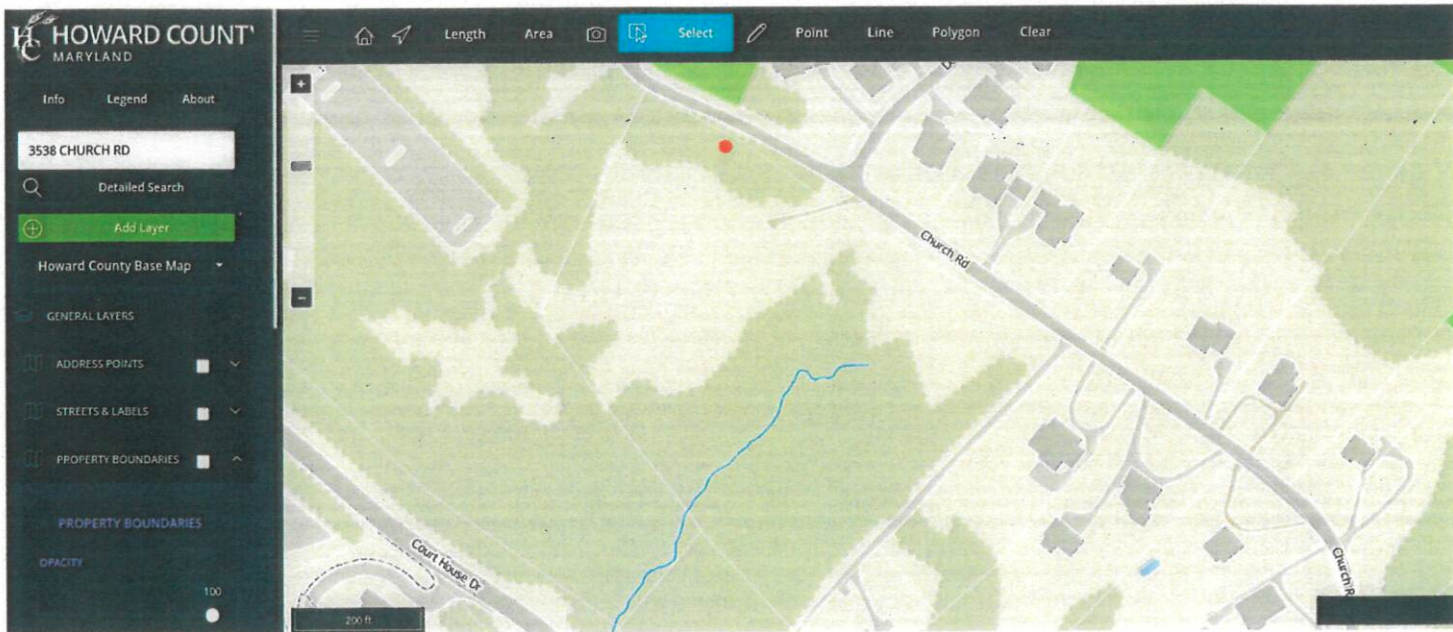 HC HOWARD COUNT'
MARYLAND
Info Legend About
3538 CHURCH RD
Detailed Search
Add Layer
Howard County Base Map
GENERAL LAYERS
ADDRESS POINTS
STREETS & LABELS
PROPERTY BOUNDARIES
PROPERTY BOUNDARIES
OPACITY
100
Length Area Select Point Line Polygon Clear
+
-
Church Rd
Court House Dr
Church R
200 ft